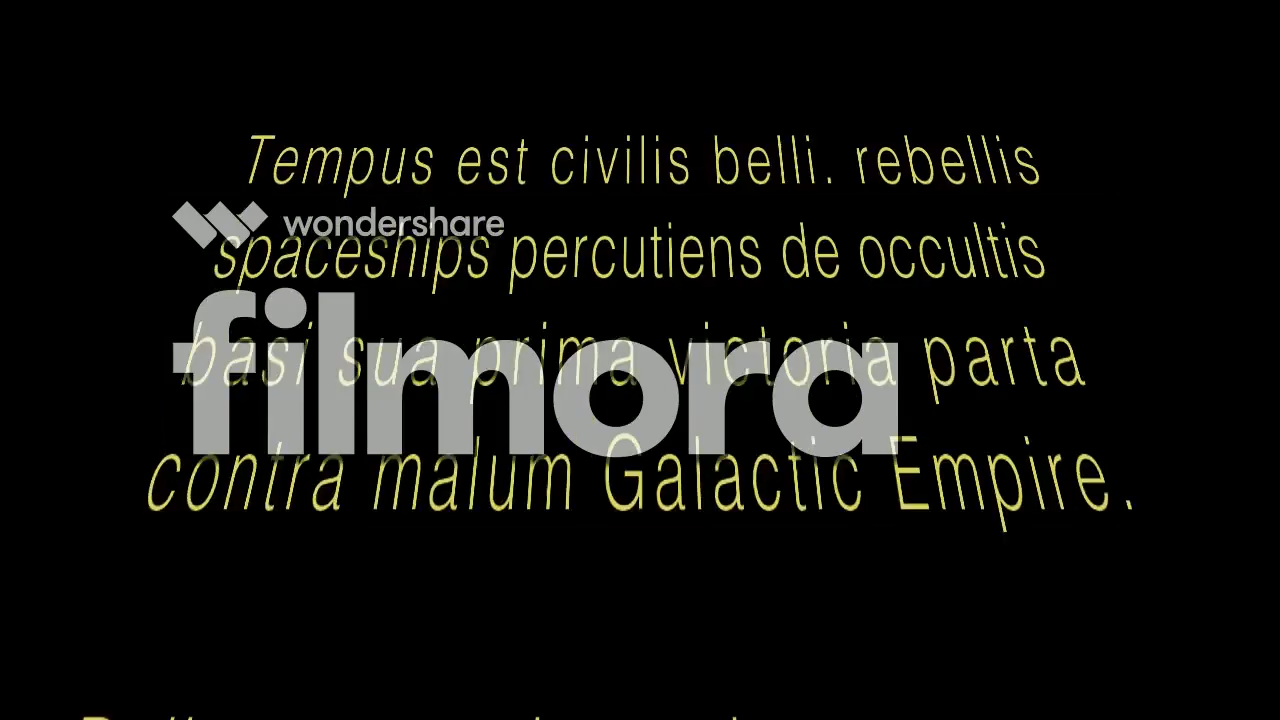 Tempus est civilis belli. rebellis
wondershare
spaceships percutiens de occultis
filmora
basi sua prima victoria parta
contra malum Galactic Empire.